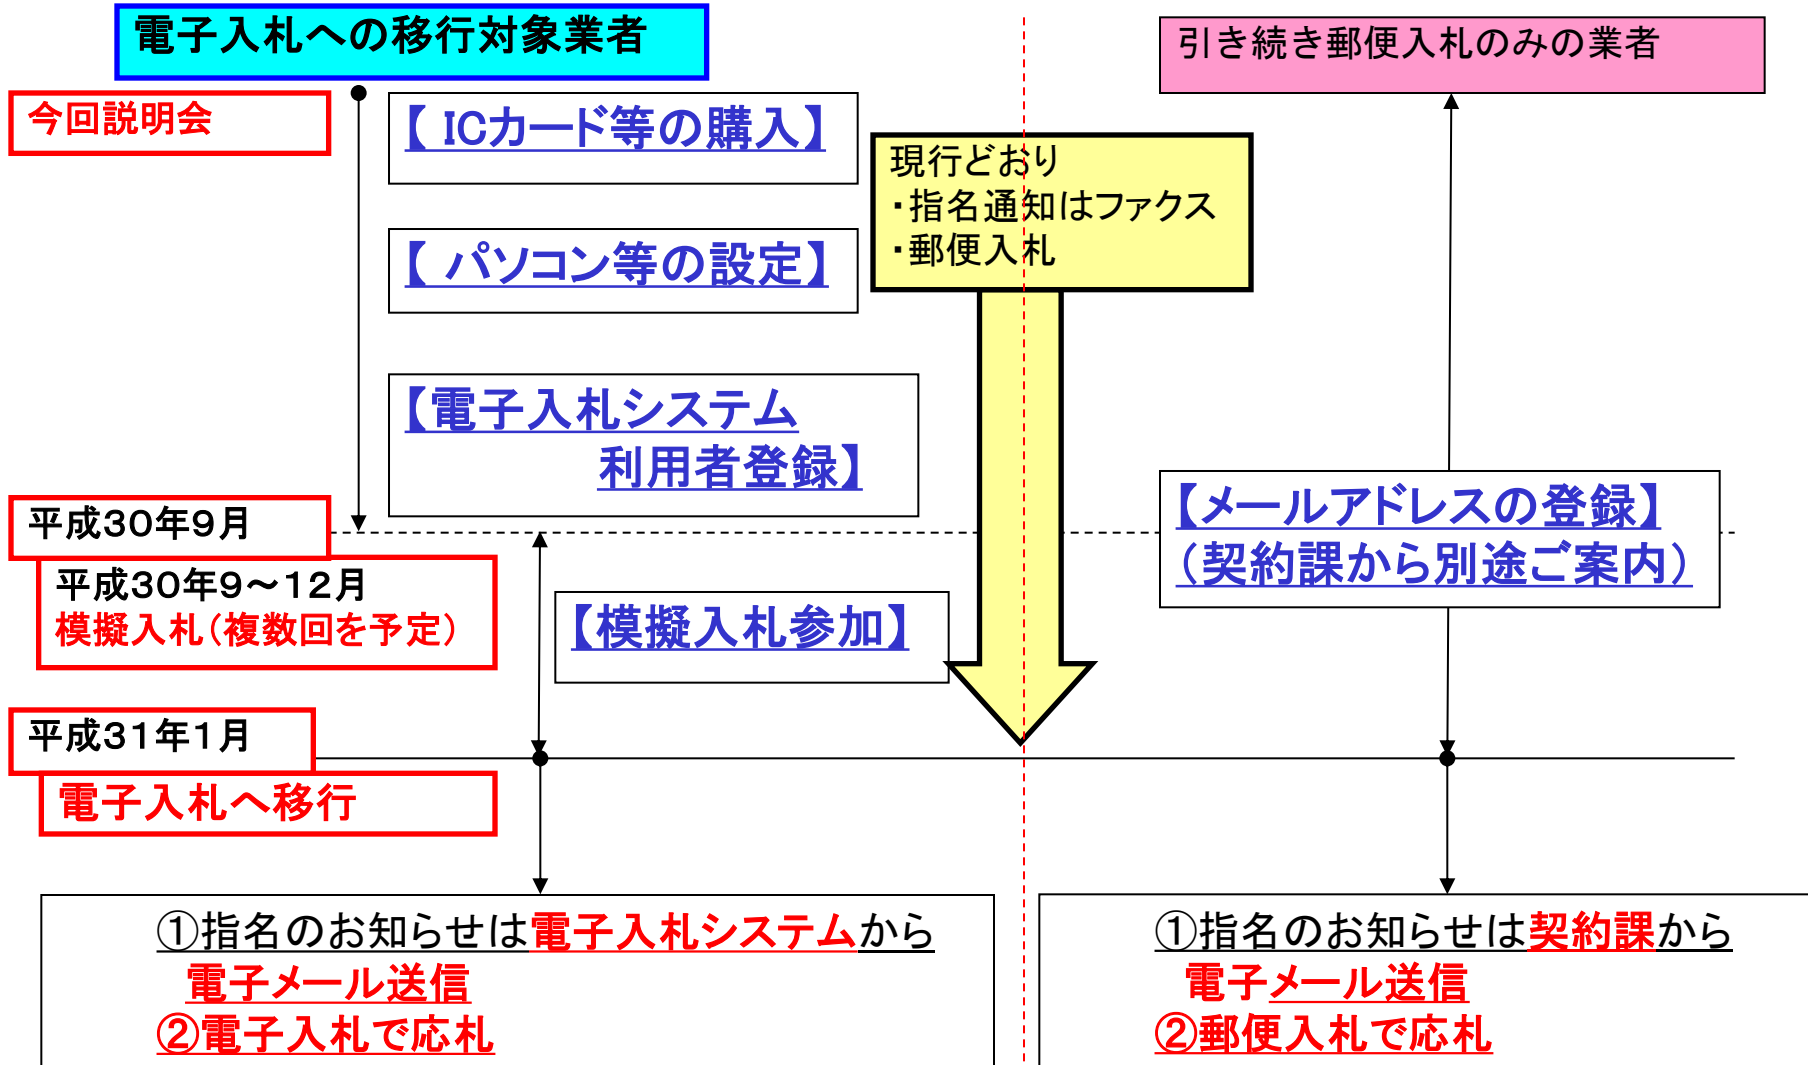 電子入札への移行対象業者
引き続き郵便入札のみの業者
今回説明会
【 ICカード等の購入】
現行どおり
・指名通知はファクス
・郵便入札
【 パソコン等の設定】
【電子入札システム
利用者登録】
平成30年9月
【メールアドレスの登録】
（契約課から別途ご案内）
平成30年9～12月
模擬入札（複数回を予定）
【模擬入札参加】
平成31年1月
電子入札へ移行
①指名のお知らせは電子入札システムから
電子メール送信
②電子入札で応札
①指名のお知らせは契約課から
電子メール送信
②郵便入札で応札